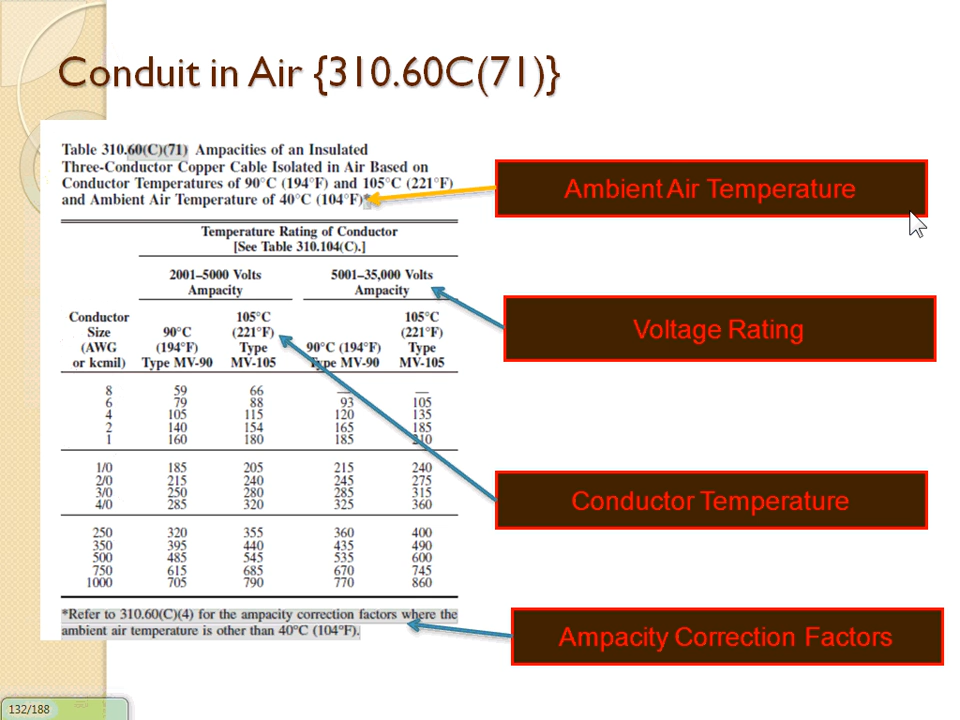 Conduit in Air {310.60C(71)}
Table 310.60(C)(71) Ampacities of an Insulated
Three-Conductor Copper Cable Isolated in Air Based on
Conductor Temperatures of 90°C (194°F) and 105°C (221°F)
and Ambient Air Temperature of 40°C (104°F)*
Temperature Rating of Conductor
[See Table 310.104(C).]
2001–5000 Volts 5001–35,000 Volts
Ampacity Ampacity
Conductor 105°C 105°C
Size 90°C (221°F) (221°F)
(AWG (194°F) Type 90°C (194°F) Type
or kcmil) Type MV-90 MV-105 Type MV-90 MV-105
8 59 66 — —
6 79 88 93 105
4 105 115 120 135
2 140 154 165 185
1 160 180 185 210
1/0 185 205 215 240
2/0 215 240 245 275
3/0 250 280 285 315
4/0 285 320 325 360
250 320 355 360 400
350 395 440 435 490
500 485 545 535 600
750 615 685 670 745
1000 705 790 770 860
*Refer to 310.60(C)(4) for the ampacity correction factors where the
ambient air temperature is other than 40°C (104°F).
Ambient Air Temperature
Voltage Rating
Conductor Temperature
Ampacity Correction Factors
132/188